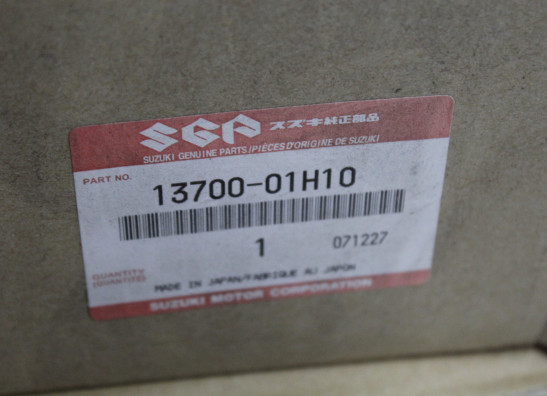 SGP スズキ純正部品
SUZUKI GENUINE PARTS/PIÈCES D'ORIGINE DE SUZUKI
PART NO. 13700-01H10
1 071227
QUANTITY
(QUANTITE)
MADE IN JAPAN/FABRIQUE AU JAPON
SUZUKI MOTOR CORPORATION